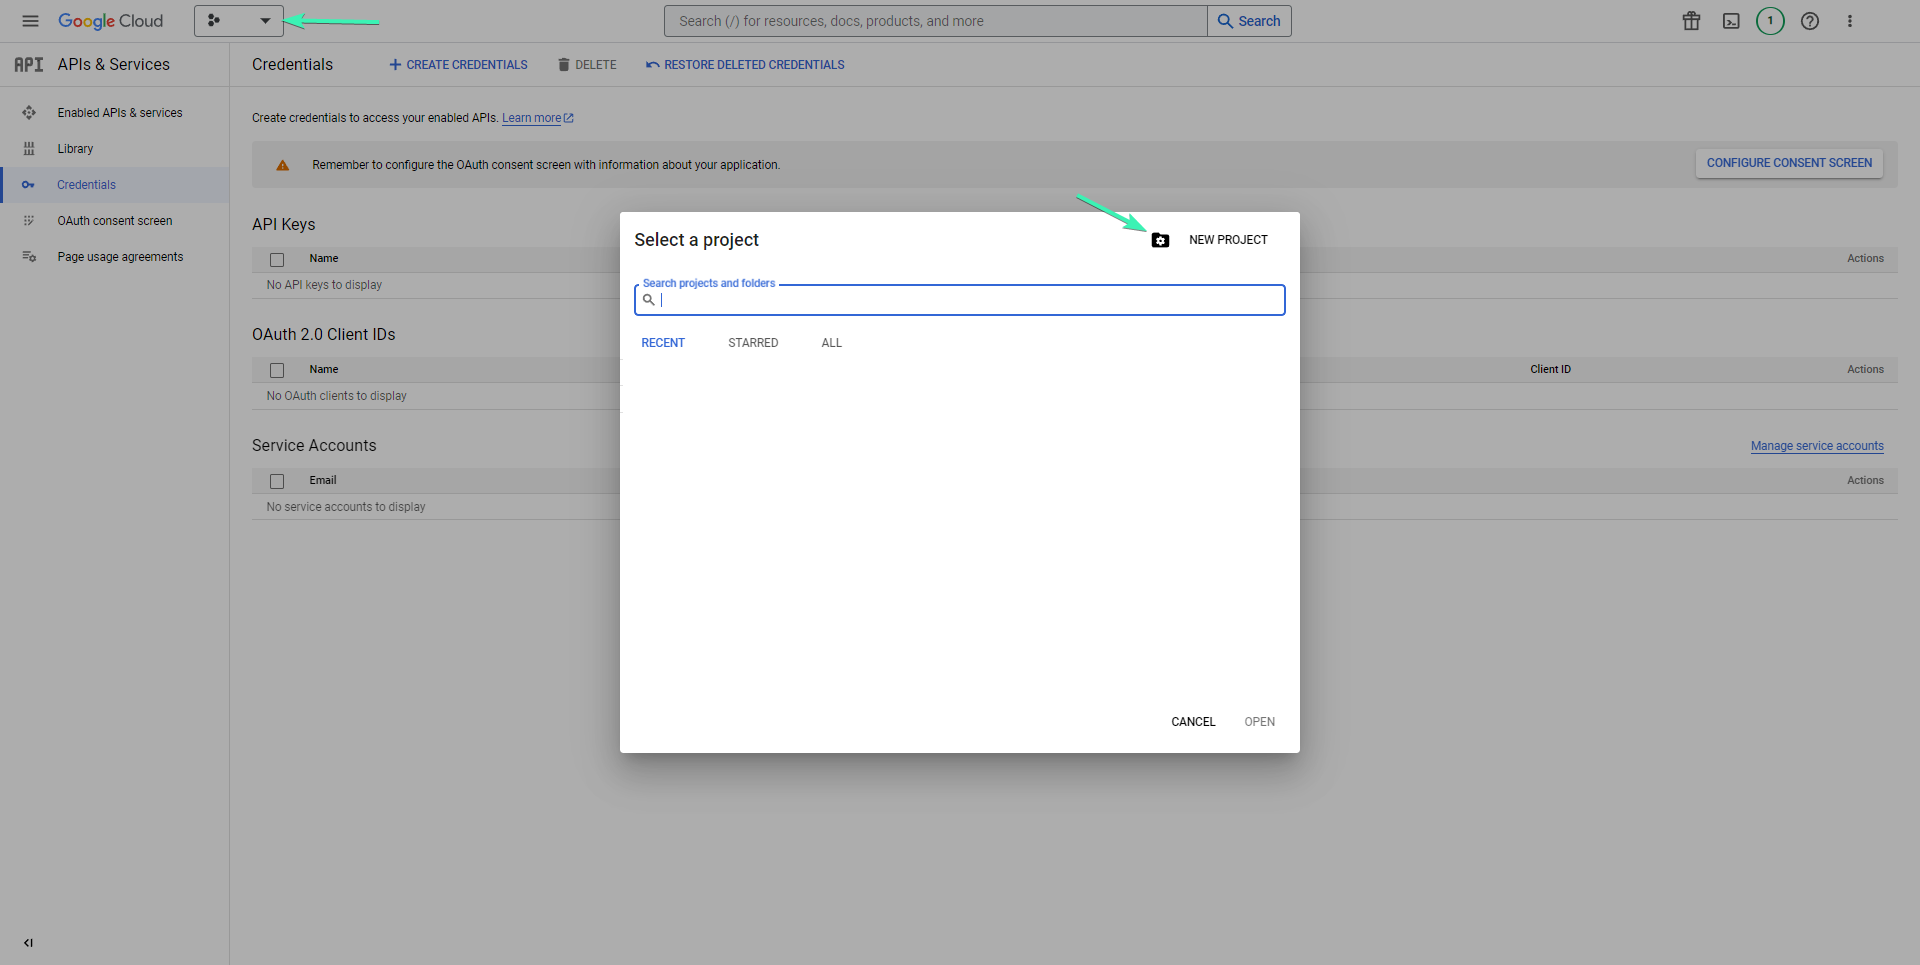 Google Cloud
Search (/) for resources, docs, products, and more
Search
1
API
APIs & Services
Credentials
CREATE CREDENTIALS
DELETE
RESTORE DELETED CREDENTIALS
Enabled APIs & services
Library
Credentials
OAuth consent screen
Page usage agreements
Create credentials to access your enabled APIs. Learn more
Remember to configure the OAuth consent screen with information about your application.
CONFIGURE CONSENT SCREEN
API Keys
Name
Actions
No API keys to display
OAuth 2.0 Client IDs
Name
Client ID
Actions
No OAuth clients to display
Service Accounts
Manage service accounts
Email
Actions
No service accounts to display
Select a project
NEW PROJECT
Search projects and folders
RECENT
STARRED
ALL
CANCEL
OPEN